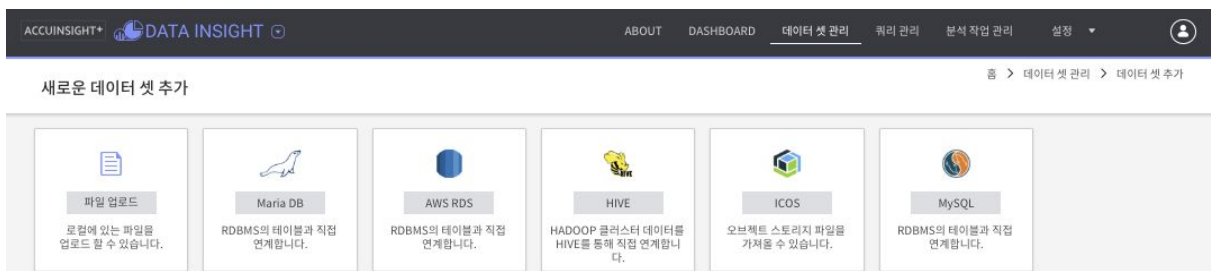 ACCUINSIGHT+ DATA INSIGHT ABOUT DASHBOARD 데이터 셋 관리 쿼리 관리 분석 작업 관리 설정
홈 > 데이터 셋 관리 > 데이터 셋 추가
새로운 데이터 셋 추가
HIVE
파일 업로드
로컬에 있는 파일을
업로드 할 수 있습니다.
Maria DB
RDBMS의 테이블과 직접
연계합니다.
AWS RDS
RDBMS의 테이블과 직접
연계합니다.
HIVE
HADOOP 클러스터 데이터를
HIVE를 통해 직접 연계합니
다.
ICOS
오브젝트 스토리지 파일을
가져올 수 있습니다.
MySQL
RDBMS의 테이블과 직접
연계합니다.